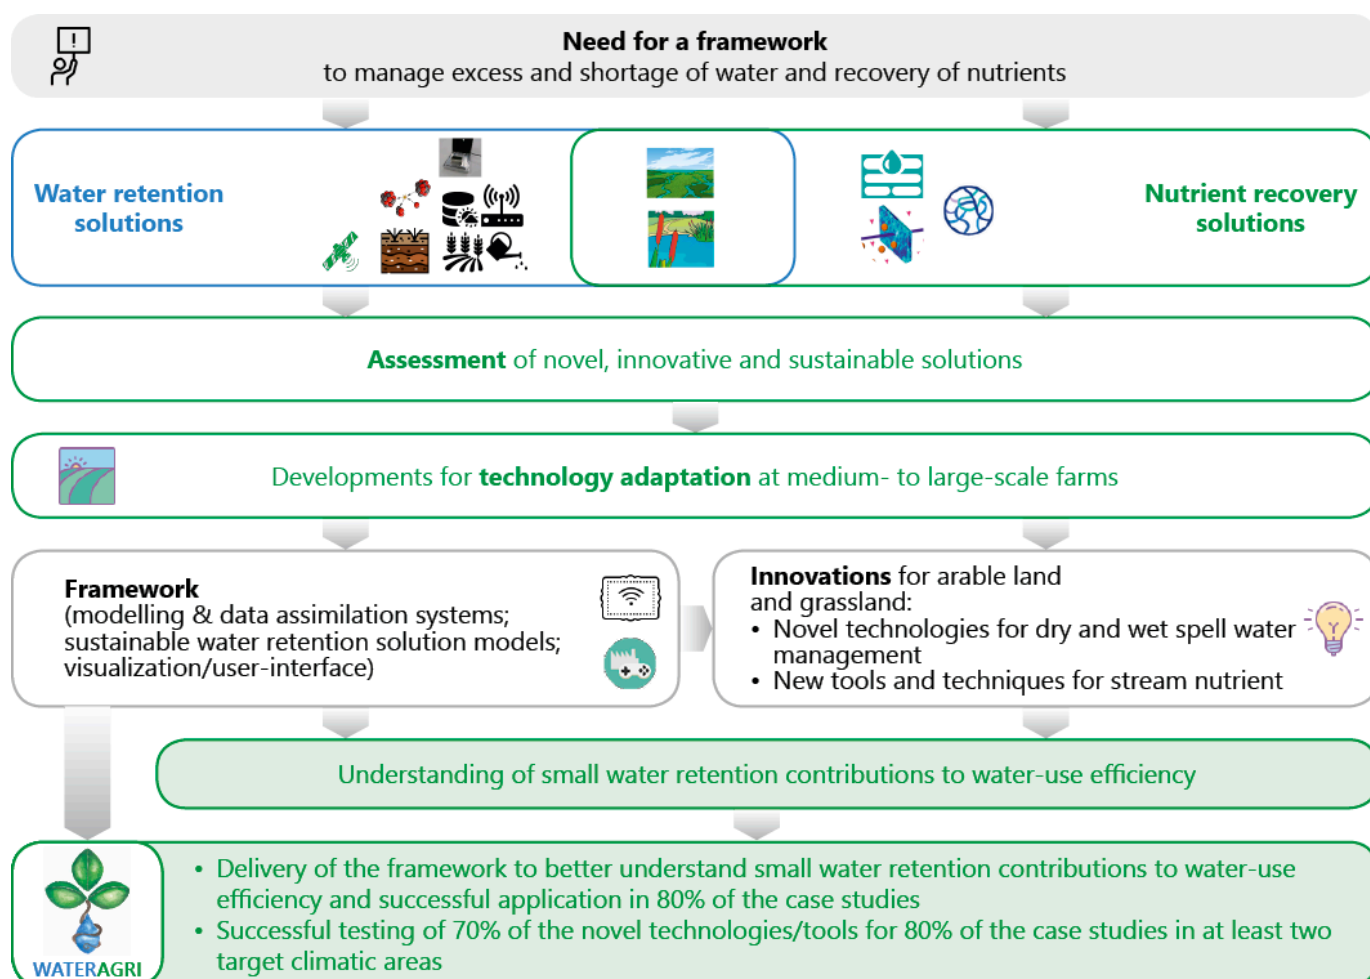 Need for a framework
to manage excess and shortage of water and recovery of nutrients
Water retention
solutions
Nutrient recovery
solutions
Assessment of novel, innovative and sustainable solutions
Developments for technology adaptation at medium- to large-scale farms
Framework
(modelling & data assimilation systems;
sustainable water retention solution models;
visualization/user-interface)
Innovations for arable land
and grassland:
• Novel technologies for dry and wet spell water
management
• New tools and techniques for stream nutrient
Understanding of small water retention contributions to water-use efficiency
• Delivery of the framework to better understand small water retention contributions to water-use
efficiency and successful application in 80% of the case studies
• Successful testing of 70% of the novel technologies/tools for 80% of the case studies in at least two
target climatic areas
WATERAGRI